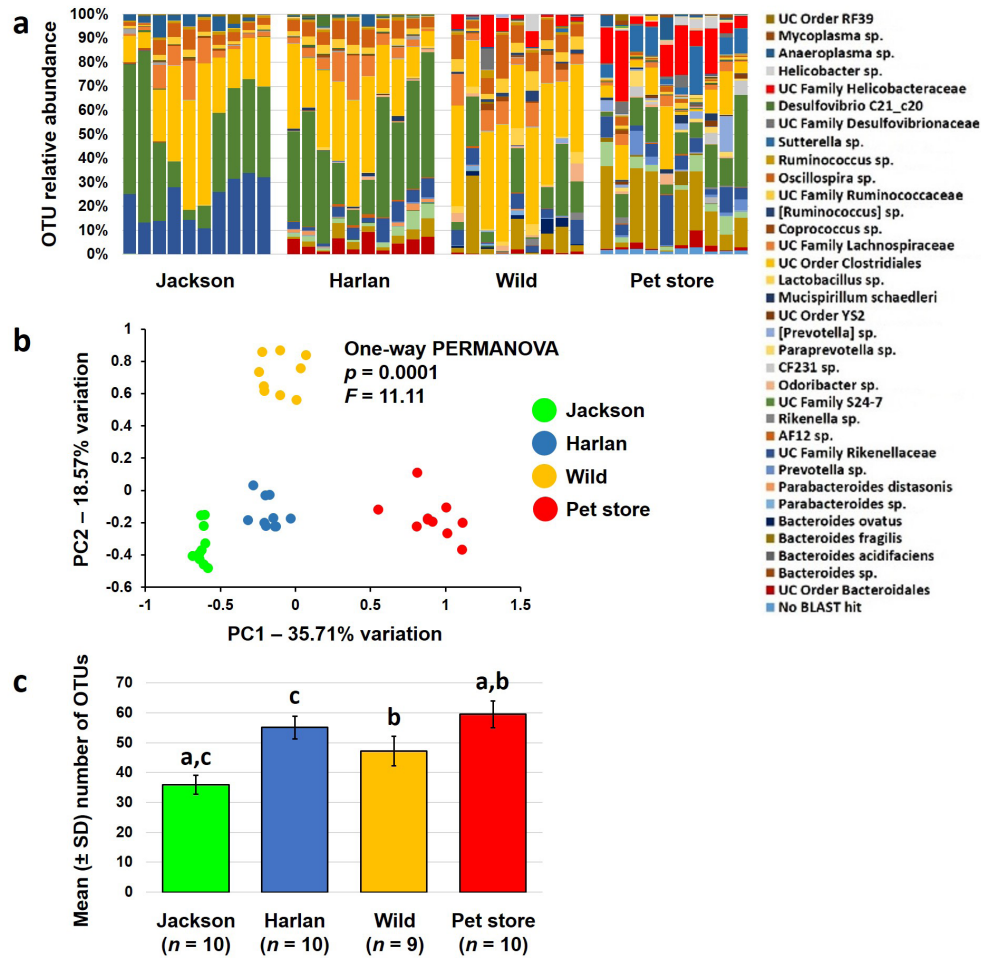 a
OTU relative abundance
100%
90%
80%
70%
60%
50%
40%
30%
20%
10%
0%
Jackson Harlan Wild Pet store
UC Order RF39
Mycoplasma sp.
Anaeroplasma sp.
Helicobacter sp.
UC Family Helicobacteraceae
Desulfovibrio C21_c20
UC Family Desulfovibrionaceae
Sutterella sp.
Ruminococcus sp.
Oscillospira sp.
UC Family Ruminococcaceae
[Ruminococcus] sp.
Coprococcus sp.
UC Family Lachnospiraceae
UC Order Clostridiales
Lactobacillus sp.
Mucispirillum schaedleri
UC Order YS2
[Prevotella] sp.
Paraprevotella sp.
CF231 sp.
Odoribacter sp.
UC Family S24-7
Rikenella sp.
AF12 sp.
UC Family Rikenellaceae
Prevotella sp.
Parabacteroides distasonis
Parabacteroides sp.
Bacteroides ovatus
Bacteroides fragilis
Bacteroides acidifaciens
Bacteroides sp.
UC Order Bacteroidales
No BLAST hit
b
PC2 – 18.57% variation
1
0.8
0.6
0.4
0.2
0
-0.2
-0.4
-0.6
-1 -0.5 0 0.5 1 1.5
PC1 – 35.71% variation
One-way PERMANOVA
p = 0.0001
F = 11.11
Jackson
Harlan
Wild
Pet store
c
Mean (± SD) number of OTUs
70
60
50
40
30
20
10
0
a,c c b a,b
Jackson Harlan Wild Pet store
(n = 10) (n = 10) (n = 9) (n = 10)